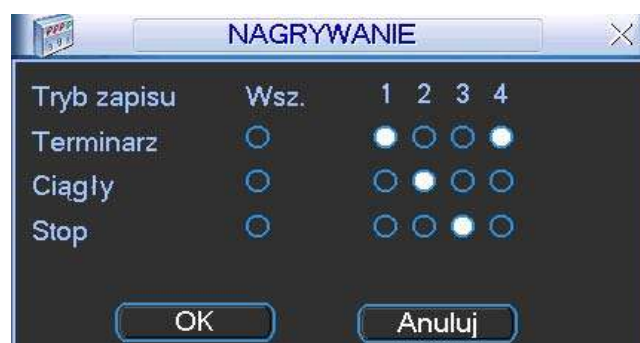 NAGRYWANIE
Tryb zapisu Wsz. 1 2 3 4
Terminarz
Ciągły
Stop
OK Anuluj